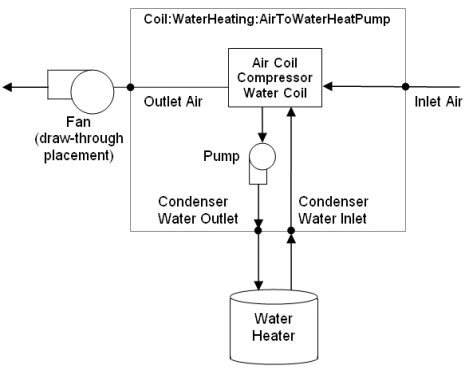 Coil:WaterHeating:AirToWaterHeatPump
Air Coil
Compressor
Water Coil
Outlet Air
Inlet Air
Fan
(draw-through
placement)
Pump
Condenser
Water Outlet
Condenser
Water Inlet
Water
Heater